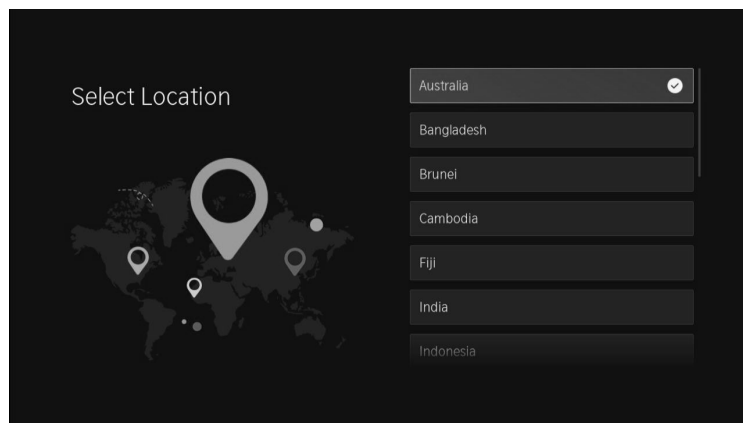 Select Location
Australia
Bangladesh
Brunei
Cambodia
Fiji
India
Indonesia